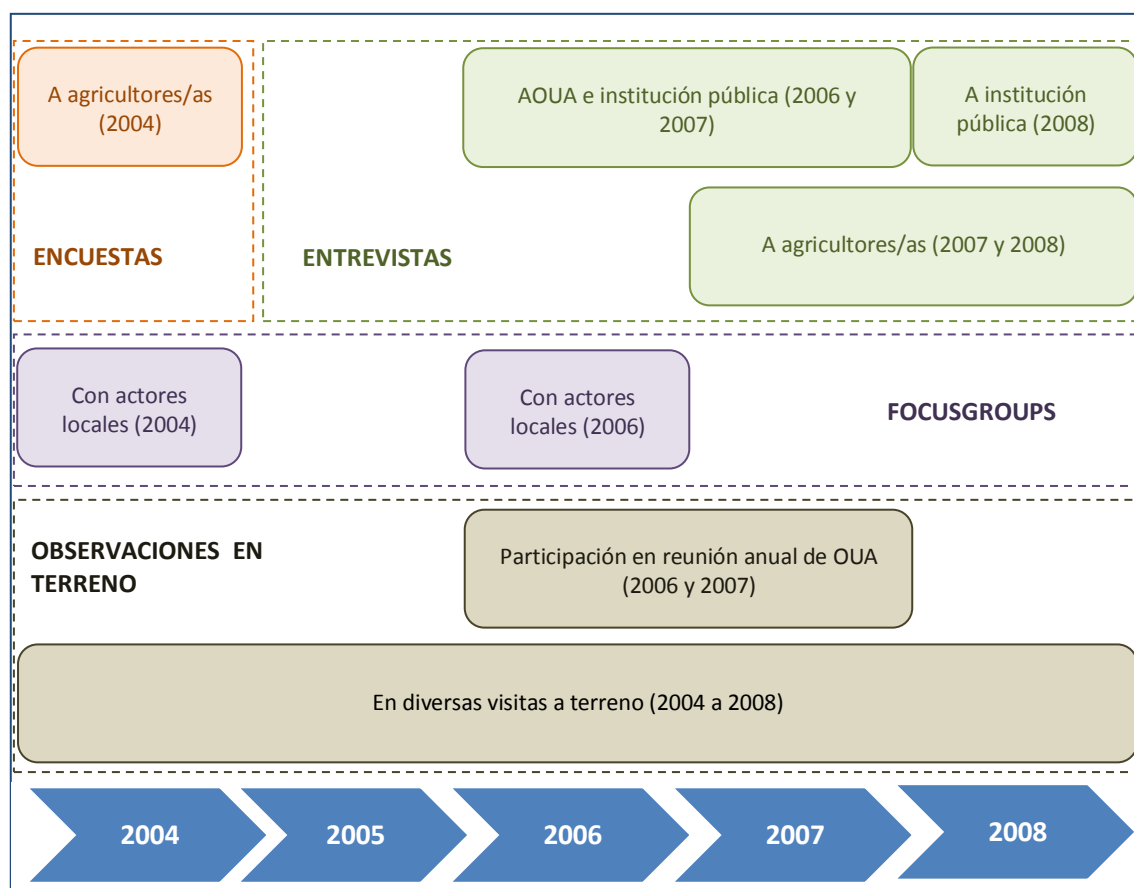 A agricultores/as
(2004)
AOUA e institución pública (2006 y
2007)
A institución
pública (2008)
ENCUESTAS
ENTREVISTAS
A agricultores/as (2007 y 2008)
Con actores
locales (2004)
Con actores
locales (2006)
FOCUSGROUPS
OBSERVACIONES EN
TERRENO
Participación en reunión anual de OUA
(2006 y 2007)
En diversas visitas a terreno (2004 a 2008)
2004
2005
2006
2007
2008